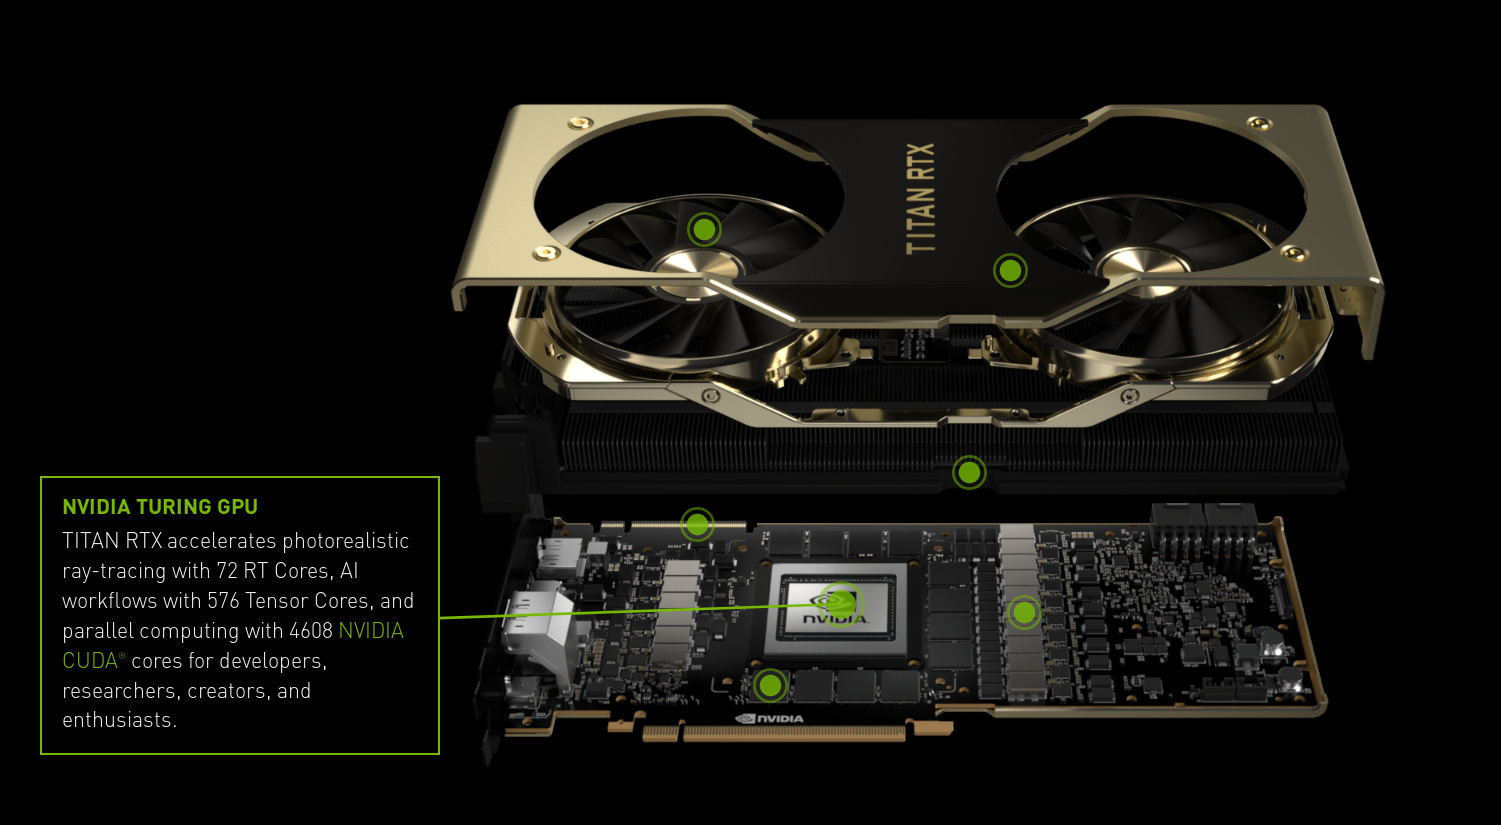 TITAN RTX
NVIDIA TURING GPU
TITAN RTX accelerates photorealistic
ray-tracing with 72 RT Cores, AI
workflows with 576 Tensor Cores, and
parallel computing with 4608 NVIDIA
CUDA® cores for developers,
researchers, creators, and
enthusiasts.
NVIDIA
NVIDIA